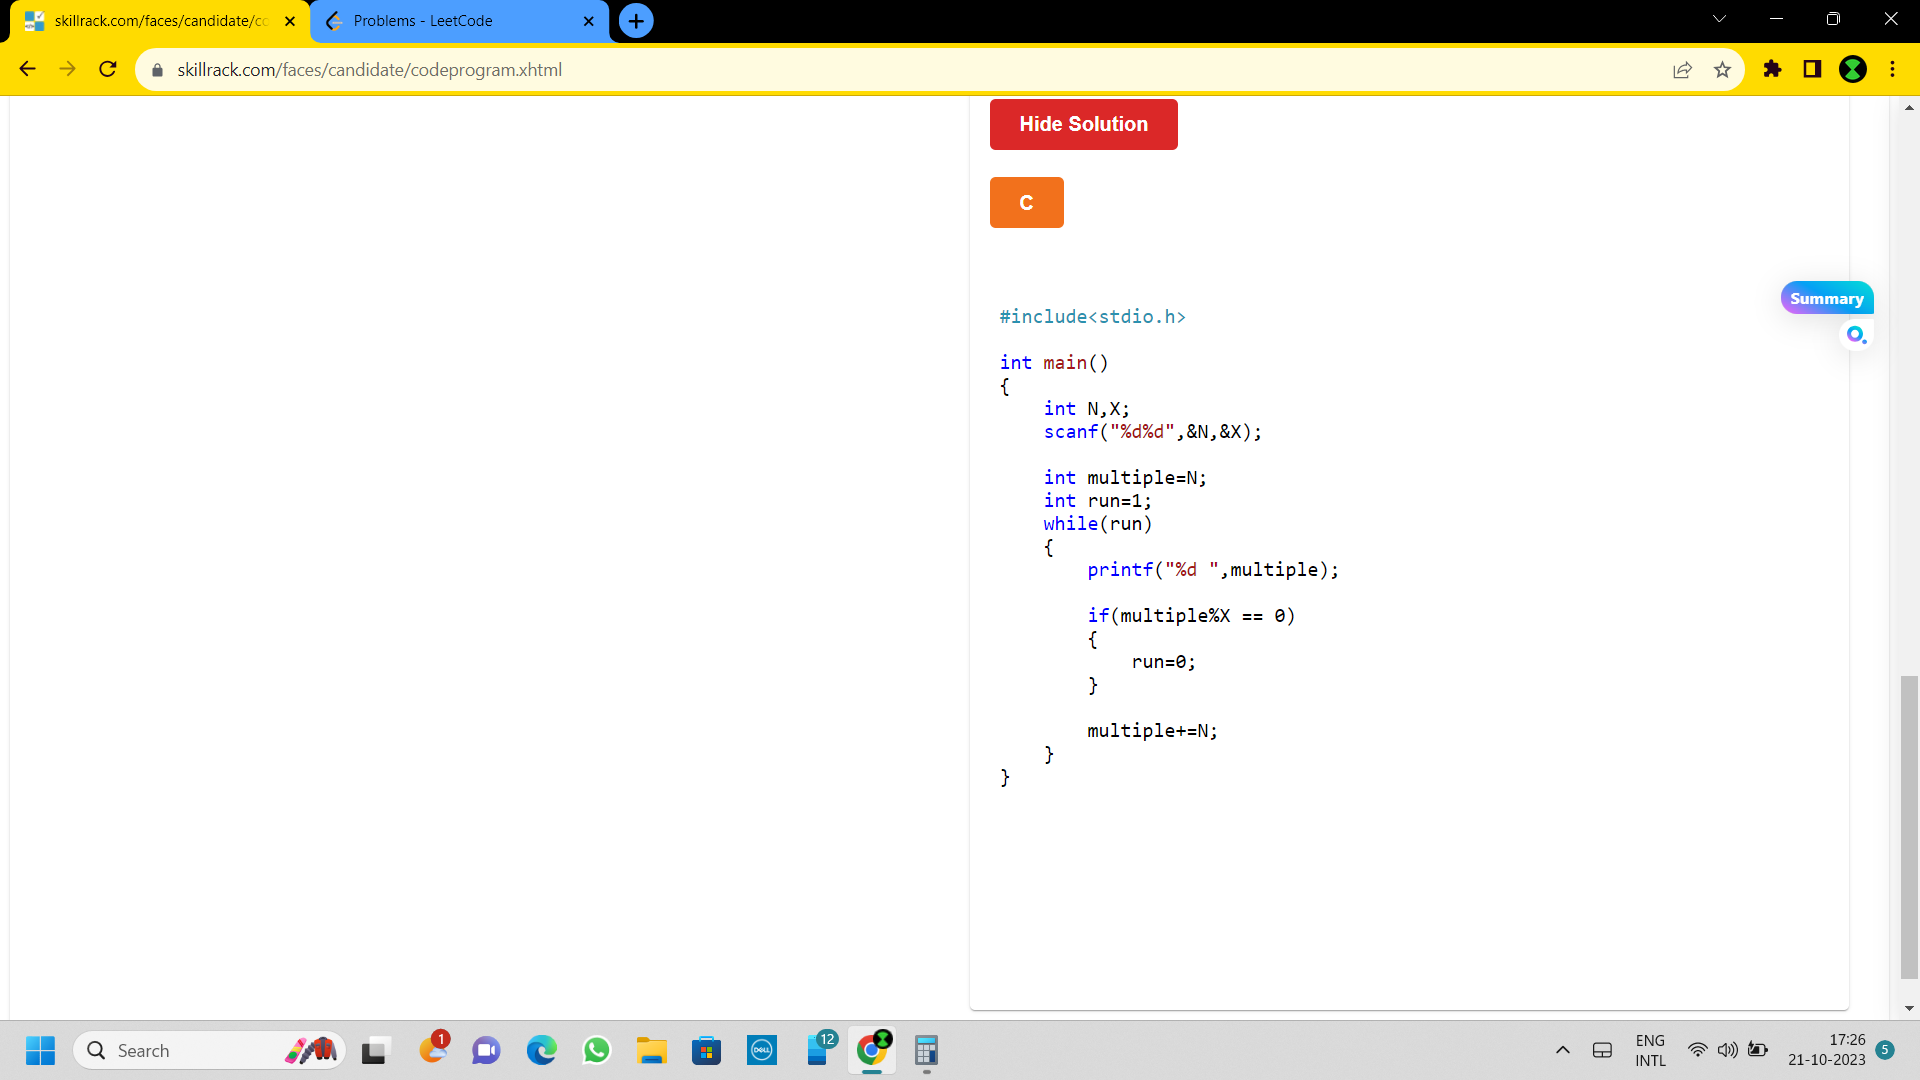 skillrack.com/faces/candidate/co
Problems - LeetCode
skillrack.com/faces/candidate/codeprogram.xhtml
Hide Solution
C
Summary
#include<stdio.h>
int main()
{
int N,X;
scanf("%d%d",&N,&X);
int multiple=N;
int run=1;
while(run)
{
printf("%d ",multiple);
if(multiple%X == 0)
{
run=0;
}
multiple+=N;
}
}
Search
1
DELL
12
ENG
INTL
17:26
21-10-2023
5